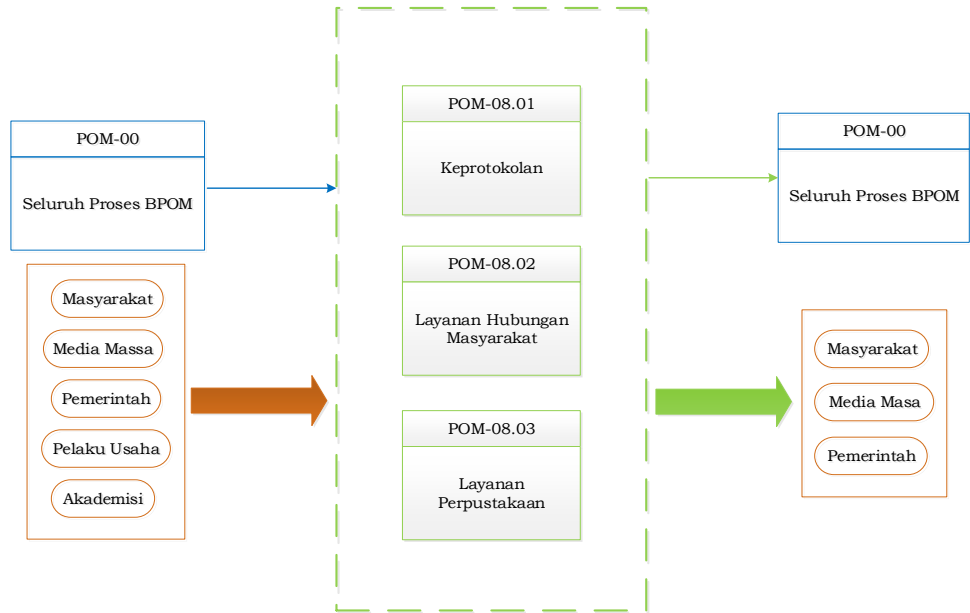 POM-00
Seluruh Proses BPOM
Masyarakat
Media Massa
Pemerintah
Pelaku Usaha
Akademisi
POM-08.01
Keprotokolan
POM-08.02
Layanan Hubungan
Masyarakat
POM-08.03
Layanan
Perpustakaan
POM-00
Seluruh Proses BPOM
Masyarakat
Media Masa
Pemerintah